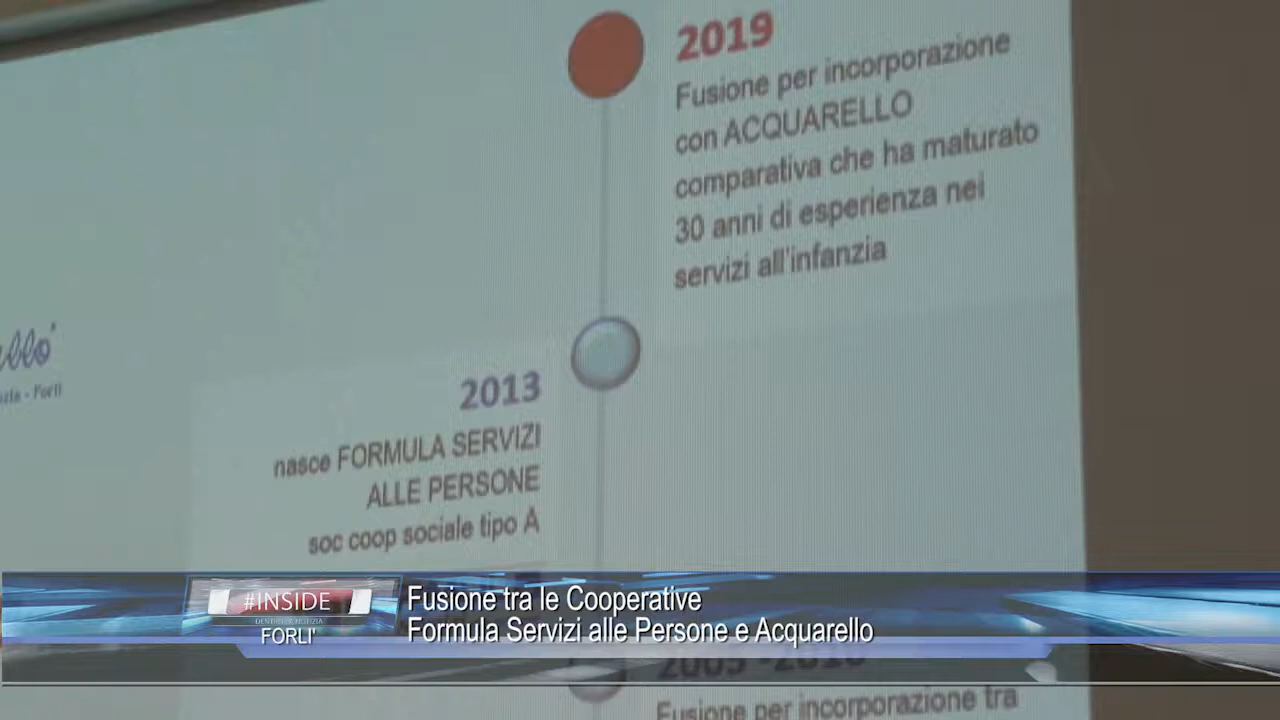 2019
Fusione per incorporazione
con ACQUARELLO
comparativa che ha maturato
30 anni di esperienza nei
servizi all'infanzia
2013
nasce FORMULA SERVIZI
ALLE PERSONE
soc coop sociale tipo A
- Forlì
#INSIDE
FORLI'
Fusione tra le Cooperative
Formula Servizi alle Persone e Acquarello
Fusione per incorporazione tra